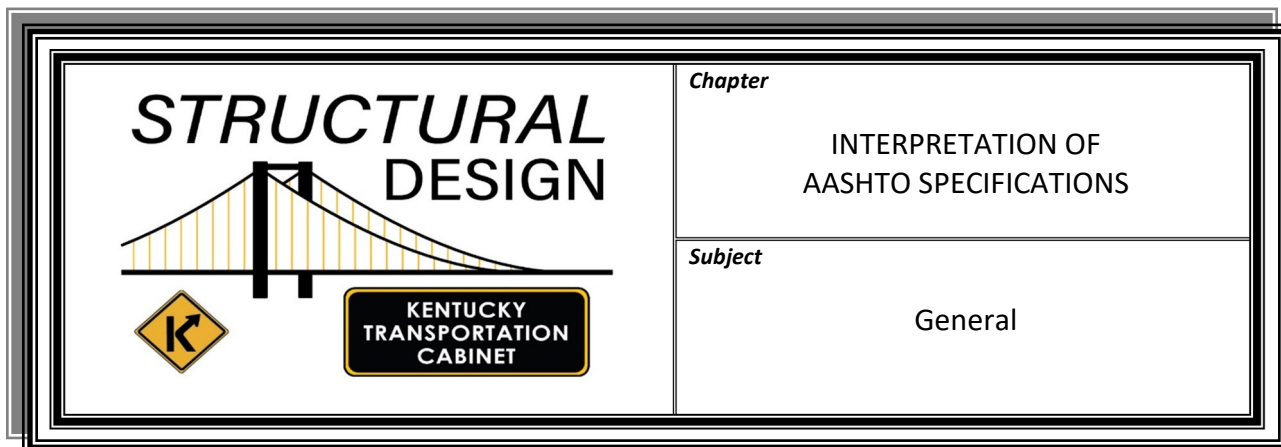 STRUCTURAL
DESIGN
KENTUCKY
TRANSPORTATION
CABINET
Chapter
INTERPRETATION OF
AASHTO SPECIFICATIONS
Subject
General